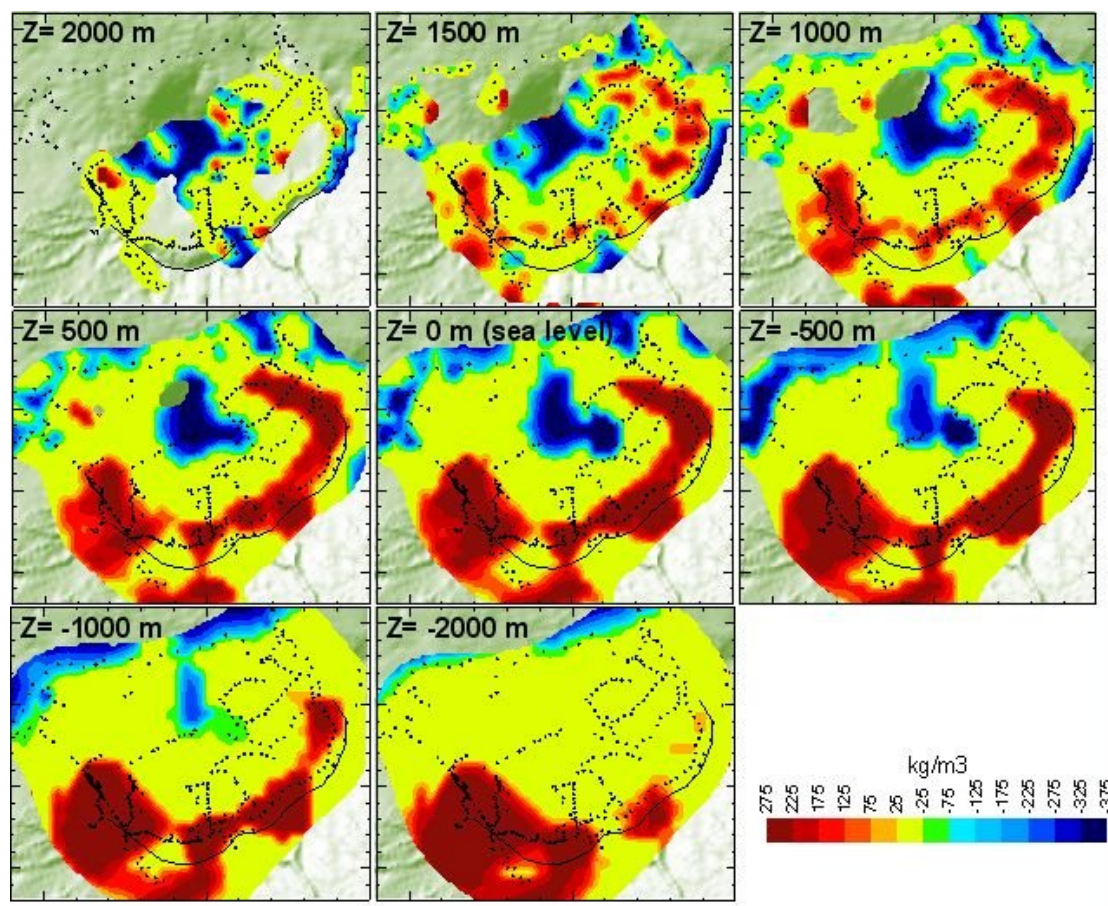 Z= 2000 m
Z= 1500 m
Z= 1000 m
Z= 500 m
Z= 0 m (sea level)
Z= -500 m
Z= -1000 m
Z= -2000 m
kg/m3
275 225 175 125 75 25 -25 -75 -125 -175 -225 -275 -325 -375